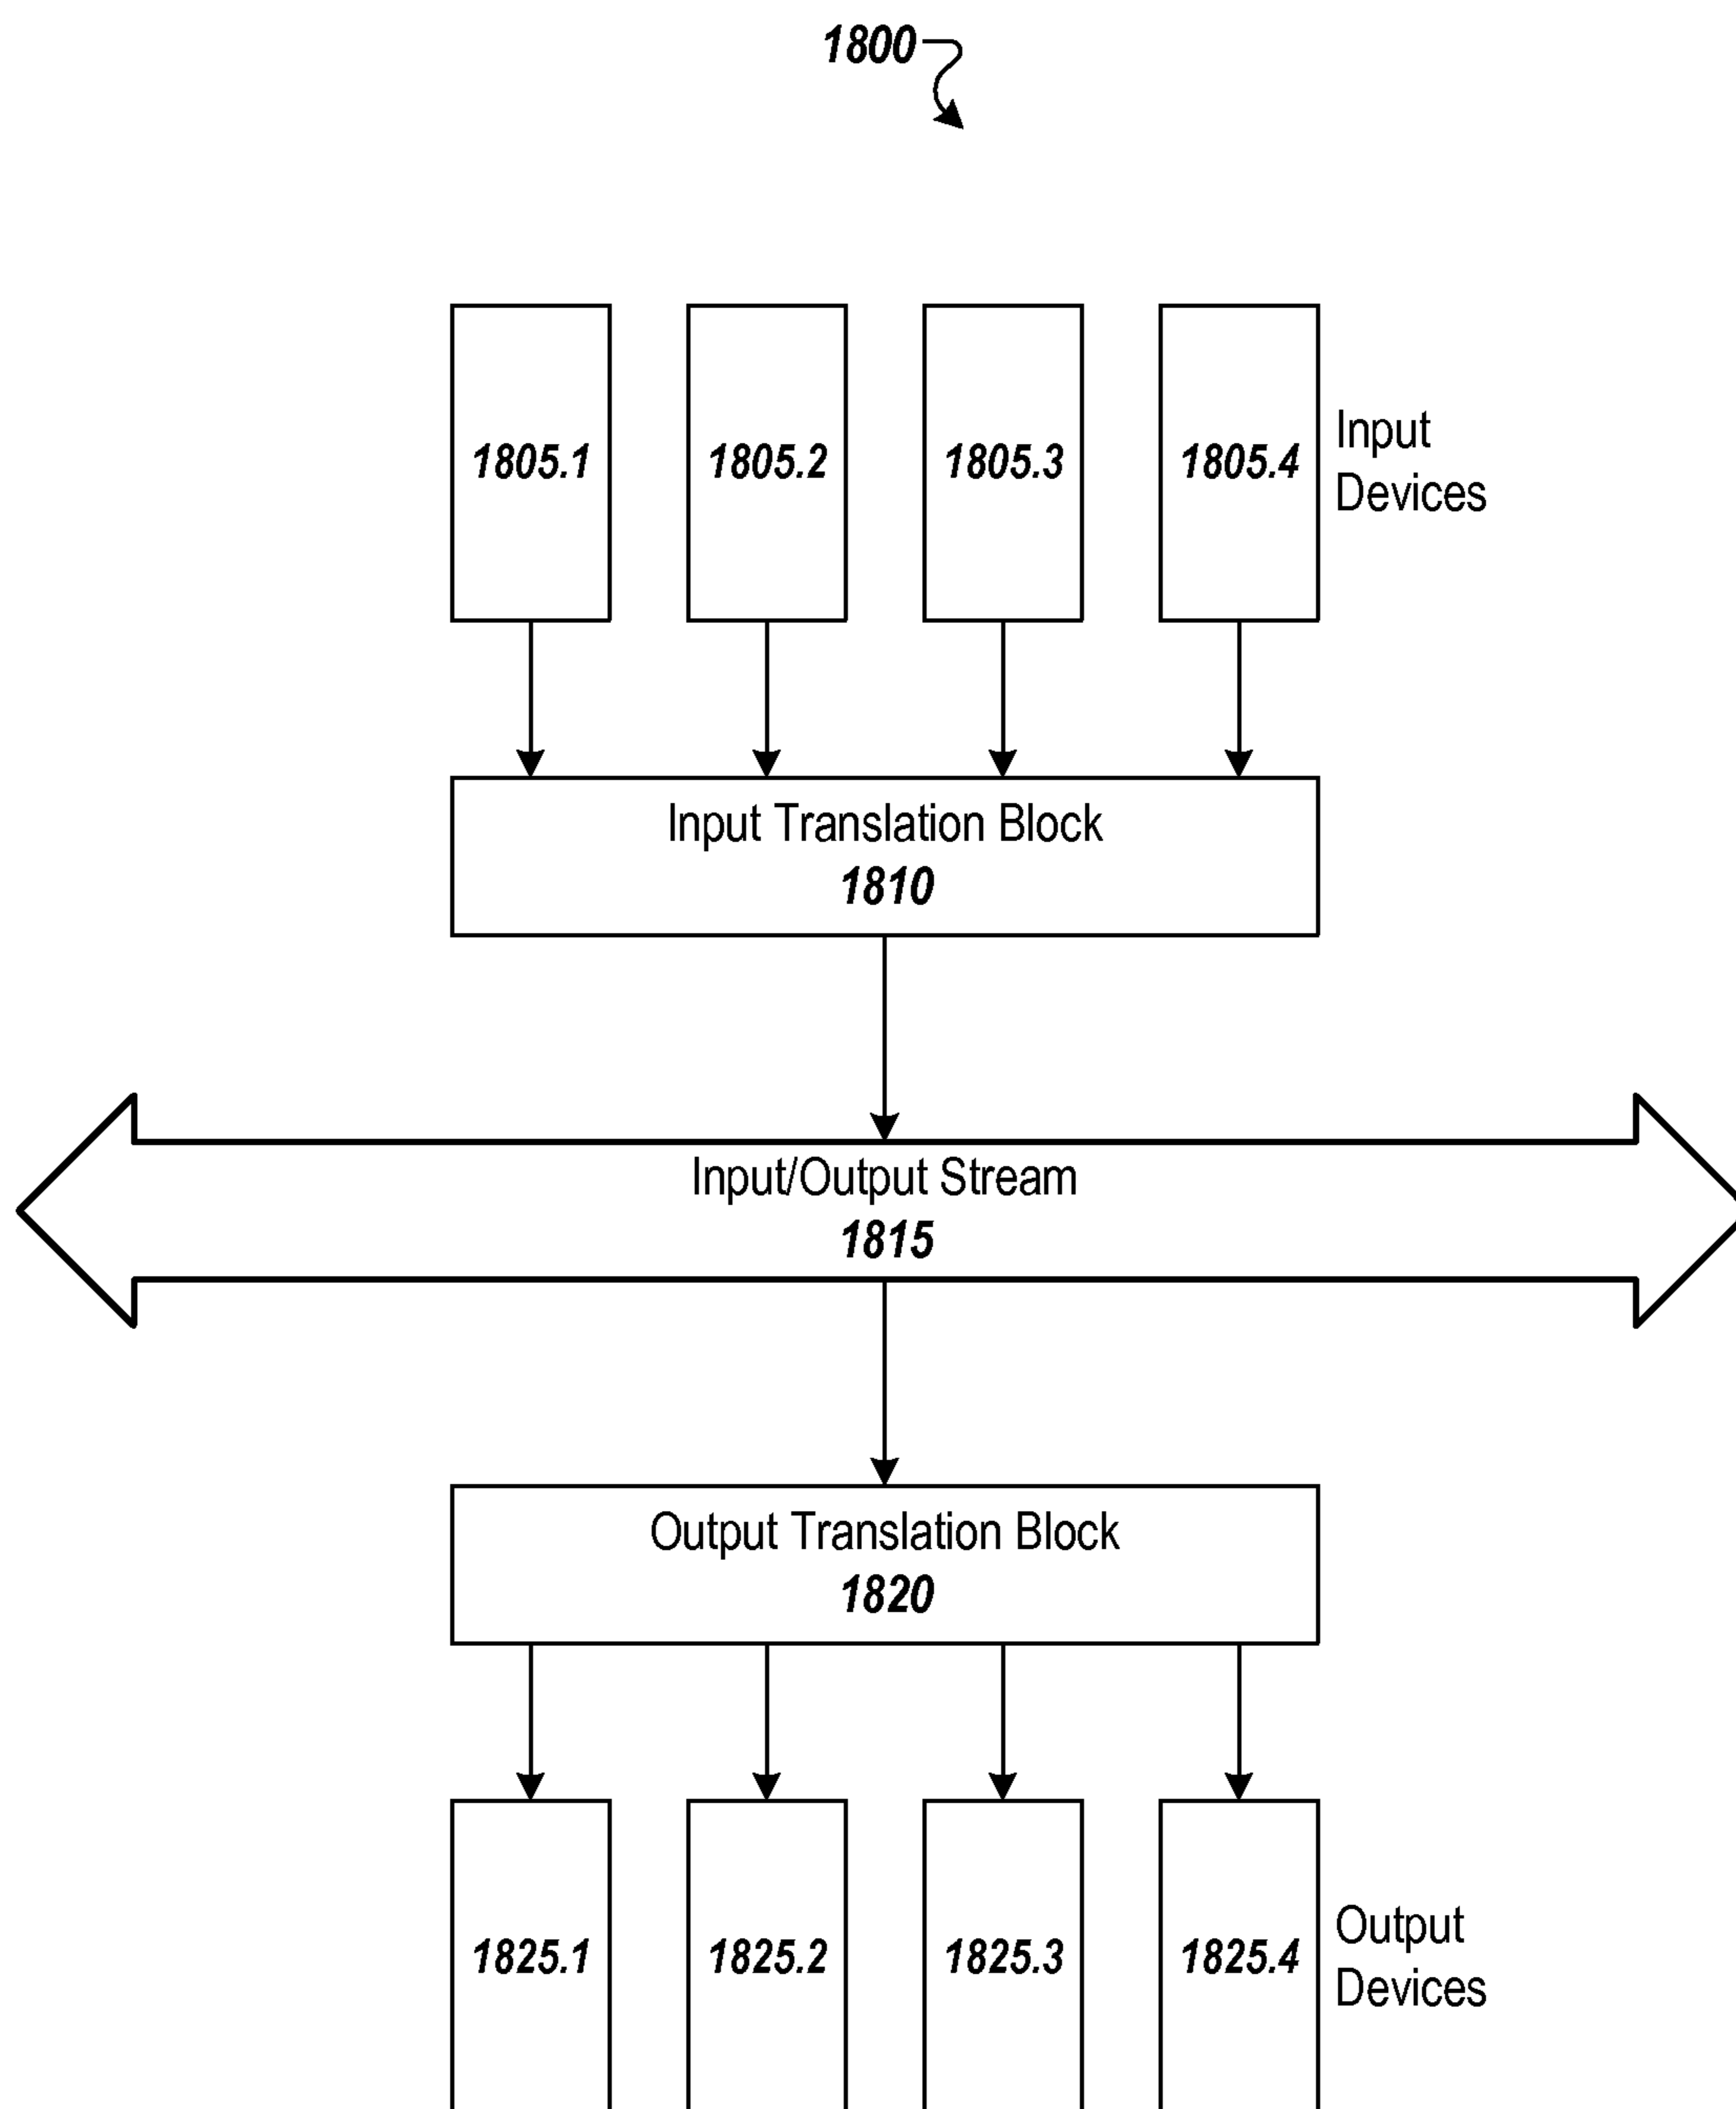 1800
1805.1 1805.2 1805.3 1805.4
Input
Devices
Input Translation Block
1810
Input/Output Stream
1815
Output Translation Block
1820
1825.1 1825.2 1825.3 1825.4
Output
Devices